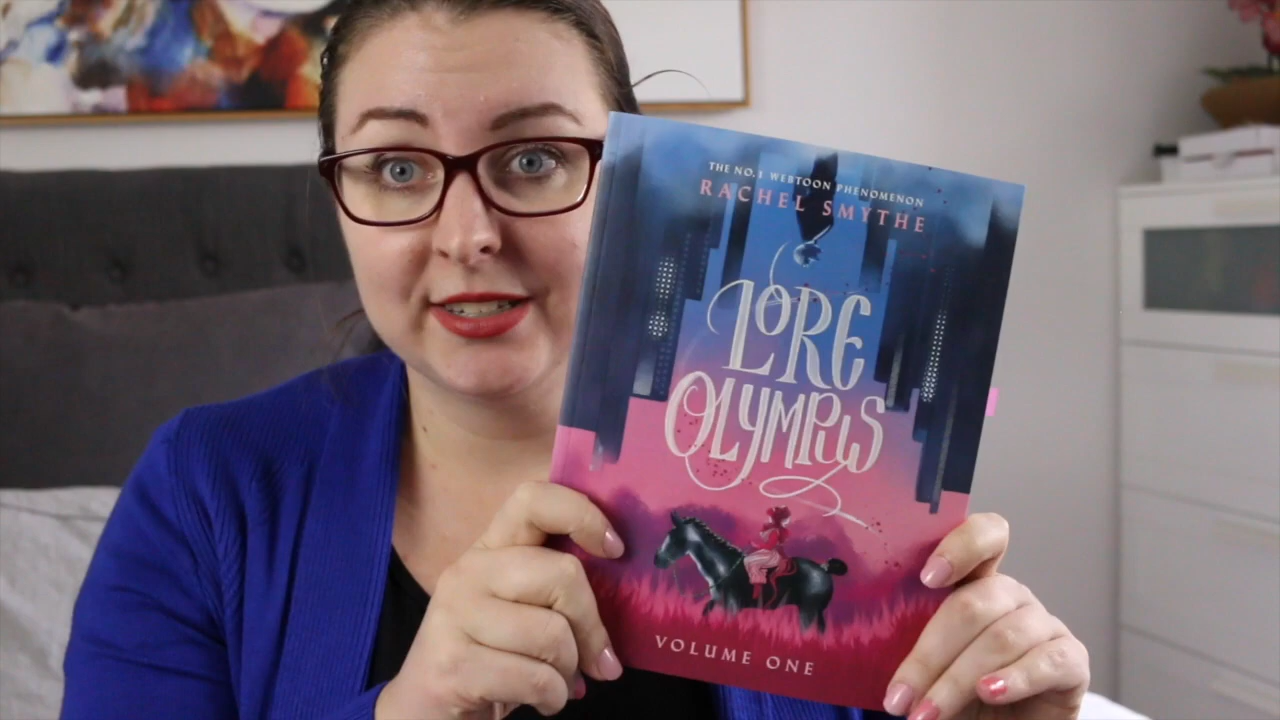 THE NO.1 WEBTOON PHENOMENON
RACHEL SMYTHE
LORE
OLYMPUS
VOLUME ONE